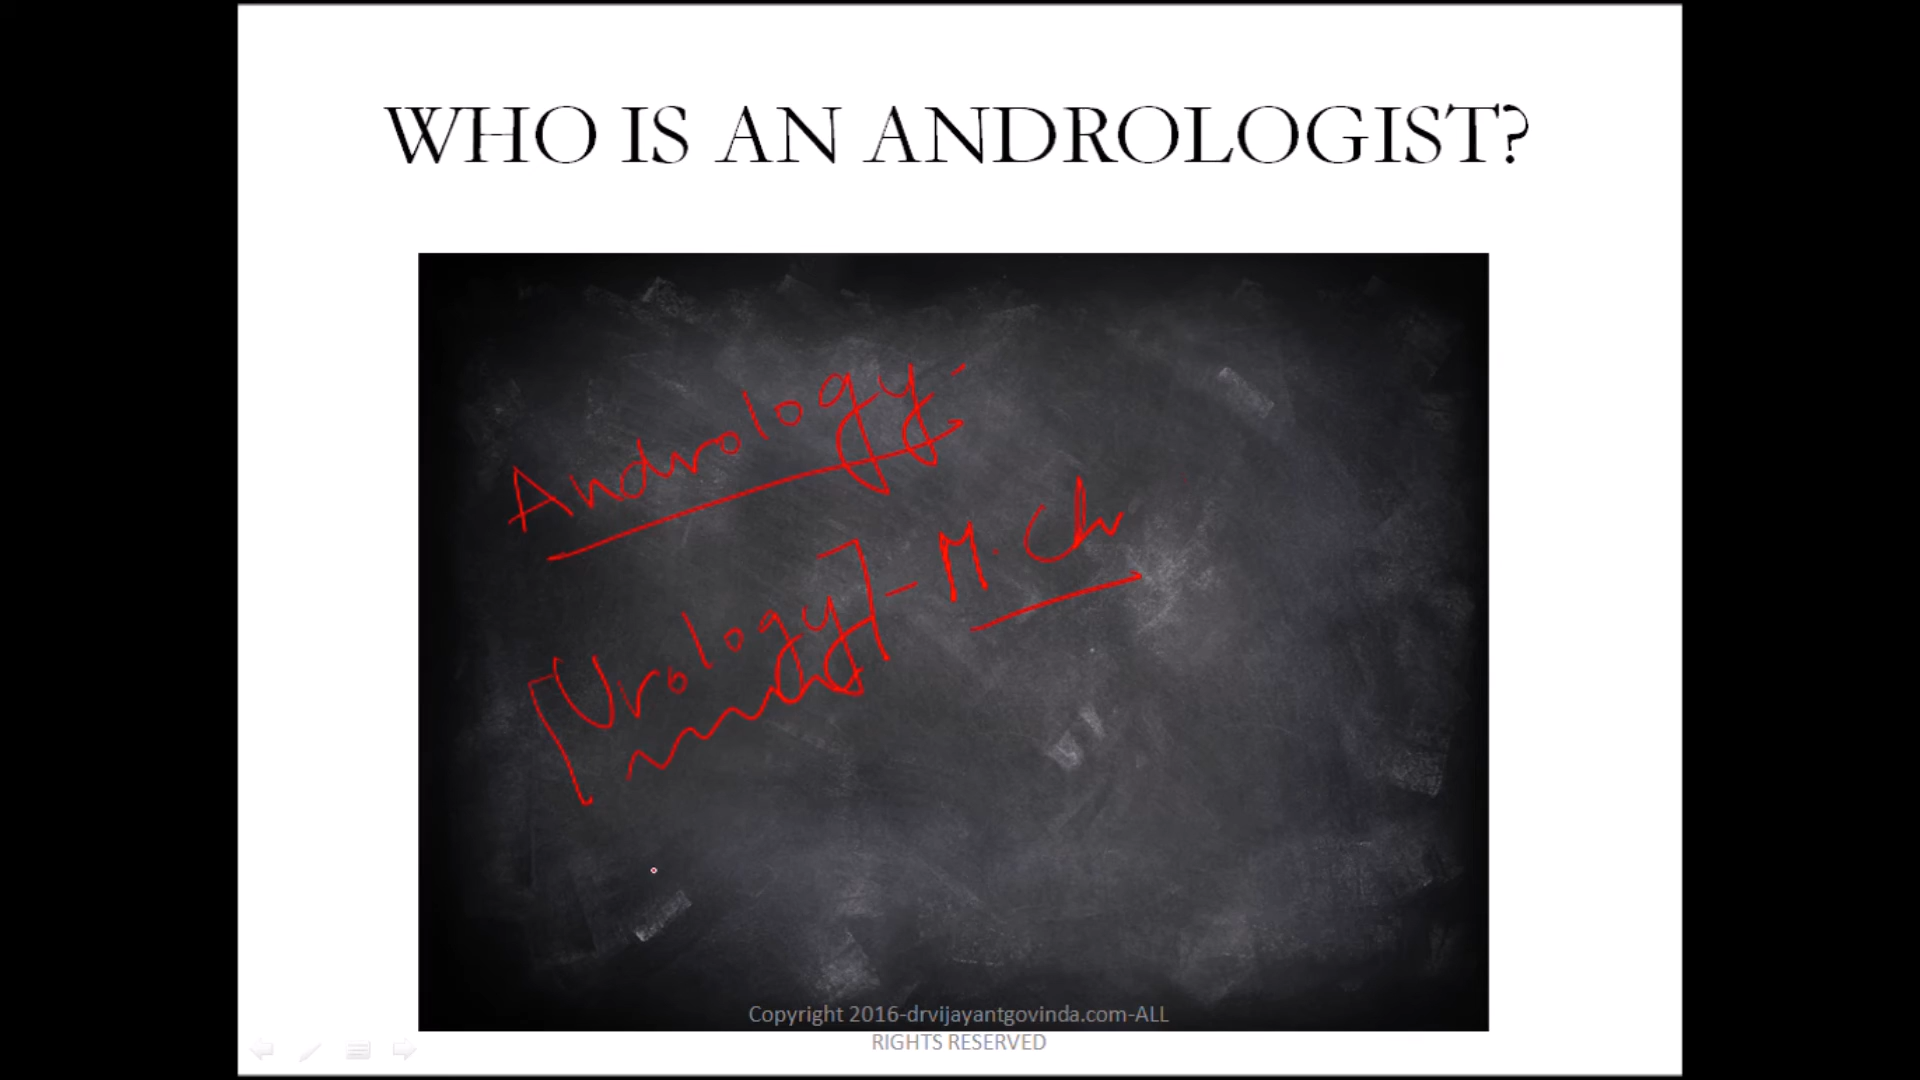 WHO IS AN ANDROLOGIST?
Andrology -
[Urology] - M.Ch
Copyright 2016-drvijayantgovinda.com-ALL
RIGHTS RESERVED